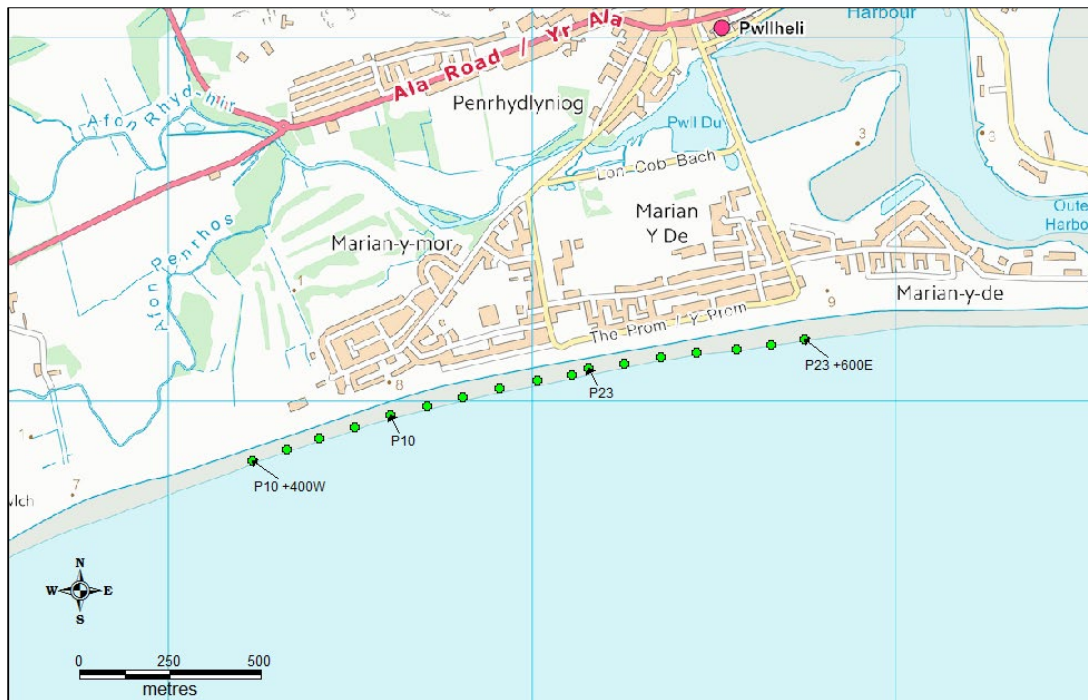 Harbour
Pwllheli
Ala Road / Yr Ala
Penrhydlyniog
Afon Rhyd-hir
Pwll Du
3
3
Lon Cob Bach
Marian
Y De
Outer
Harbo
Marian-y-mor
Afon Penrhos
1
Marian-y-de
9
The Prom / Y Prom
8
P23 +600E
P23
P10
1
P10 +400W
7
wlch
N
W E
S
0 250 500
metres